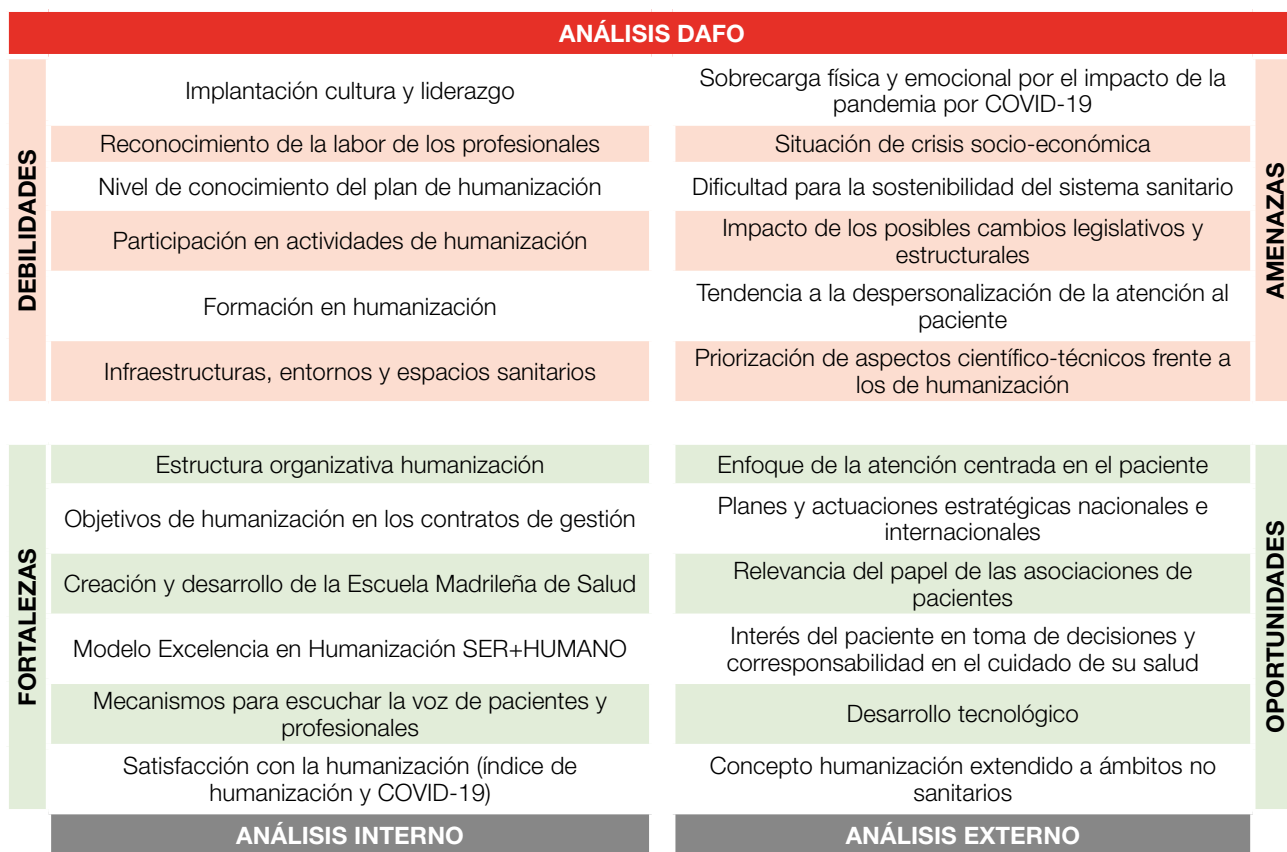 ANÁLISIS DAFO
DEBILIDADES
Implantación cultura y liderazgo
Reconocimiento de la labor de los profesionales
Nivel de conocimiento del plan de humanización
Participación en actividades de humanización
Formación en humanización
Infraestructuras, entornos y espacios sanitarios
Sobrecarga física y emocional por el impacto de la
pandemia por COVID-19
Situación de crisis socio-económica
Dificultad para la sostenibilidad del sistema sanitario
Impacto de los posibles cambios legislativos y
estructurales
Tendencia a la despersonalización de la atención al
paciente
Priorización de aspectos científico-técnicos frente a
los de humanización
AMENAZAS
FORTALEZAS
Estructura organizativa humanización
Objetivos de humanización en los contratos de gestión
Creación y desarrollo de la Escuela Madrileña de Salud
Modelo Excelencia en Humanización SER+HUMANO
Mecanismos para escuchar la voz de pacientes y
profesionales
Satisfacción con la humanización (índice de
humanización y COVID-19)
Enfoque de la atención centrada en el paciente
Planes y actuaciones estratégicas nacionales e
internacionales
Relevancia del papel de las asociaciones de
pacientes
Interés del paciente en toma de decisiones y
corresponsabilidad en el cuidado de su salud
Desarrollo tecnológico
Concepto humanización extendido a ámbitos no
sanitarios
OPORTUNIDADES
ANÁLISIS INTERNO
ANÁLISIS EXTERNO